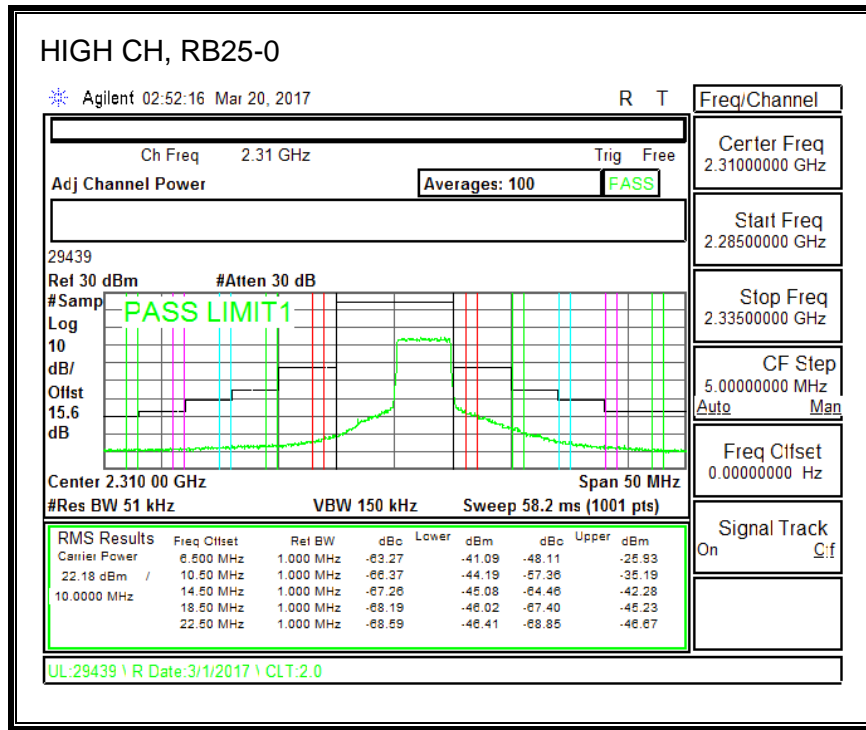 HIGH CH, RB25-0
Agilent 02:52:16 Mar 20, 2017 R T
Freq/Channel
Ch Freq 2.31 GHz Trig Free
Adj Channel Power Averages: 100 PASS
Center Freq
2.31000000 GHz
Start Freq
2.28500000 GHz
29439
Ref 30 dBm #Atten 30 dB
#Samp
Log
10
dB/
Offst
15.6
dB
PASS LIMIT1
Stop Freq
2.33500000 GHz
CF Step
5.00000000 MHz
Auto Man
Freq Offset
0.00000000 Hz
Center 2.310 00 GHz Span 50 MHz
#Res BW 51 kHz VBW 150 kHz Sweep 58.2 ms (1001 pts)
Signal Track
On Off
RMS Results Freq Offset Ref BW dBc Lower dBm dBc Upper dBm
Carrier Power 6.500 MHz 1.000 MHz -63.27 -41.09 -48.11 -25.93
22.18 dBm / 10.50 MHz 1.000 MHz -66.37 -44.19 -57.36 -35.19
10.0000 MHz 14.50 MHz 1.000 MHz -67.26 -45.08 -64.46 -42.28
18.50 MHz 1.000 MHz -68.19 -46.02 -67.40 -45.23
22.50 MHz 1.000 MHz -68.59 -46.41 -68.85 -46.67
UL:29439 \ R Date:3/1/2017 \ CLT:2.0